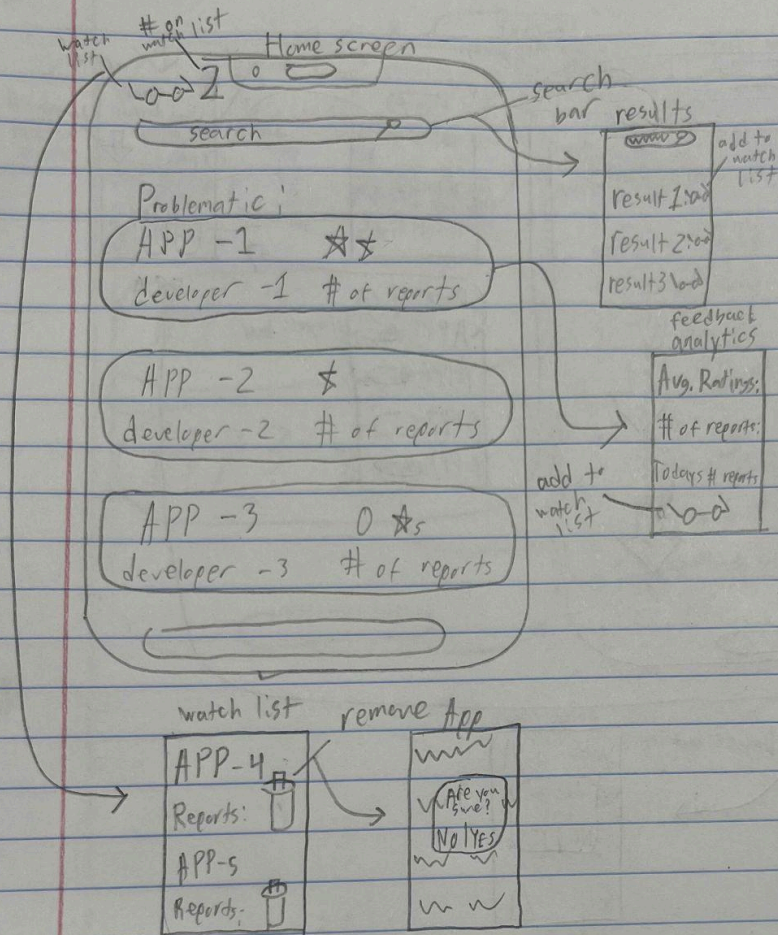 # on
watch list
watch
list
Home screen
2
search
search
bar
results
add to
watch
list
result 1:
result 2:
result 3
Problematic:
APP -1
developer -1 # of reports
APP -2
developer -2 # of reports
APP -3 0 s
developer -3 # of reports
feedback
analytics
Avg. Ratings:
# of reports:
Todays # reports
add to
watch
list
watch list
APP-4
Reports:
APP-5
Reports:
remove App
Are you
sure?
No|YES